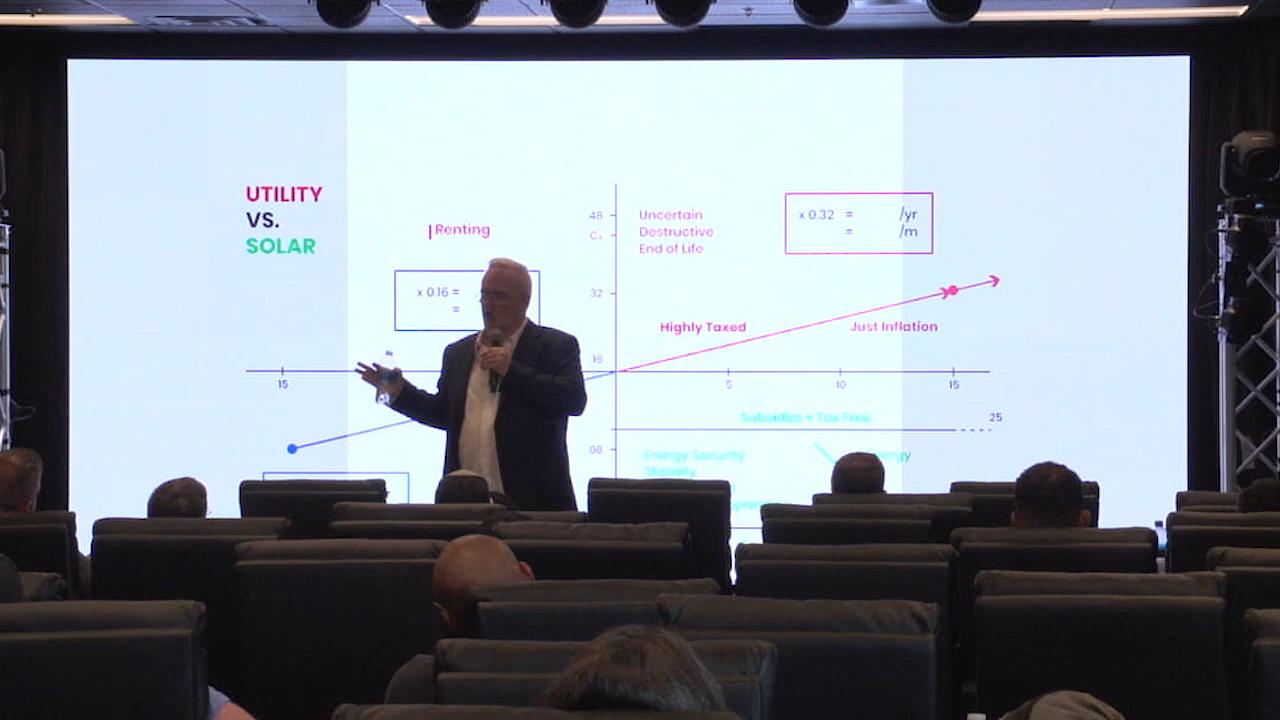 UTILITY
VS.
SOLAR
Renting
x 0.16 =
=
.48
C.
.32
.16
.08
Uncertain
Destructive
End of Life
x 0.32 = /yr
= /m
Highly Taxed
Just Inflation
15
5
10
15
Subsidies + Tax Free
25
Energy Security
Stability